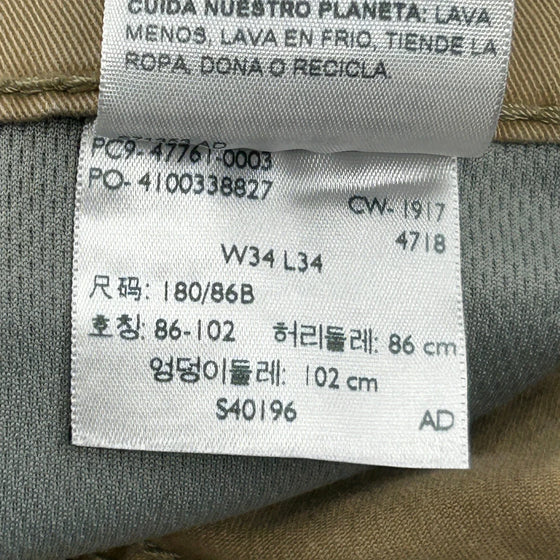 CUIDA NUESTRO PLANETA: LAVA
MENOS, LAVA EN FRIO, TIENDE LA
ROPA, DONA O RECICLA.
PC9- 47761-0003
PO- 4100338827
CW- 1917
4718
W34 L34
尺码: 180/86B
호칭: 86-102 허리둘레: 86 cm
엉덩이둘레: 102 cm
S40196
AD